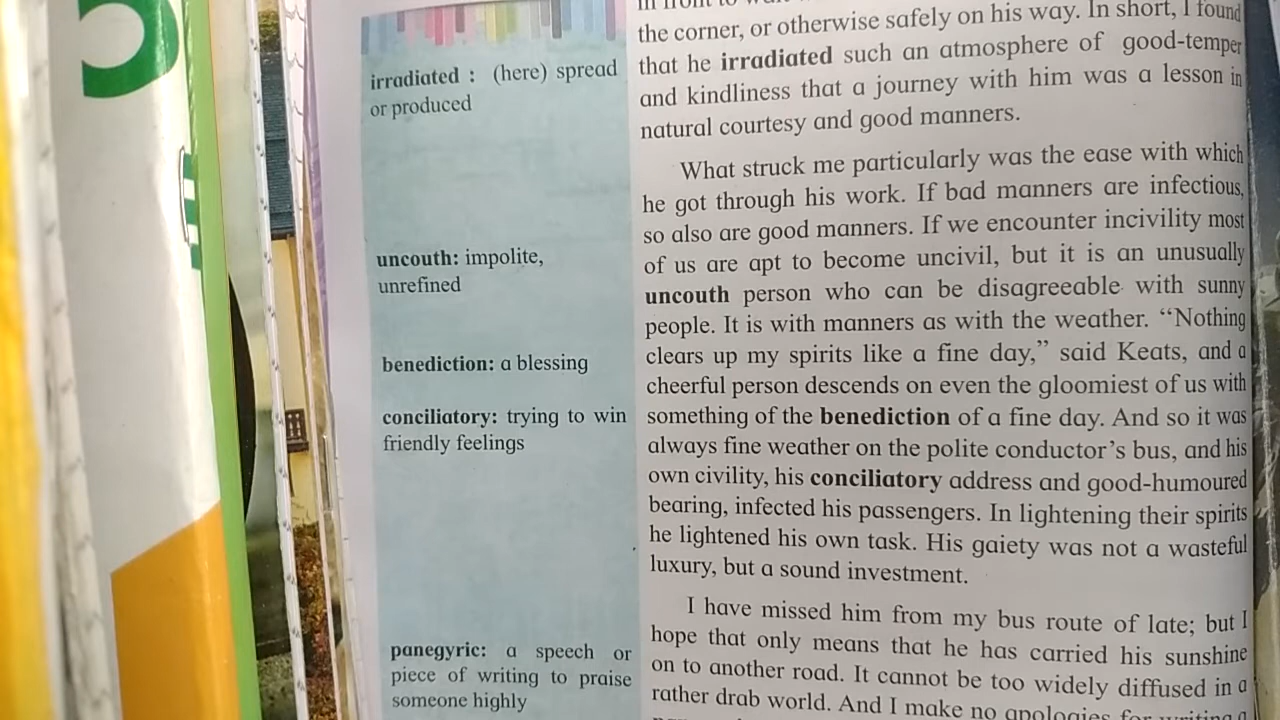 irradiated : (here) spread
or produced
uncouth: impolite,
unrefined
benediction: a blessing
conciliatory: trying to win
friendly feelings
panegyric: a speech or
piece of writing to praise
someone highly
the corner, or otherwise safely on his way. In short, I found
that he irradiated such an atmosphere of good-temper
and kindliness that a journey with him was a lesson in
natural courtesy and good manners.
What struck me particularly was the ease with which
he got through his work. If bad manners are infectious,
so also are good manners. If we encounter incivility most
of us are apt to become uncivil, but it is an unusually
uncouth person who can be disagreeable with sunny
people. It is with manners as with the weather. “Nothing
clears up my spirits like a fine day,” said Keats, and a
cheerful person descends on even the gloomiest of us with
something of the benediction of a fine day. And so it was
always fine weather on the polite conductor’s bus, and his
own civility, his conciliatory address and good-humoured
bearing, infected his passengers. In lightening their spirits
he lightened his own task. His gaiety was not a wasteful
luxury, but a sound investment.
I have missed him from my bus route of late; but I
hope that only means that he has carried his sunshine
on to another road. It cannot be too widely diffused in a
rather drab world. And I make no apologies for writing a